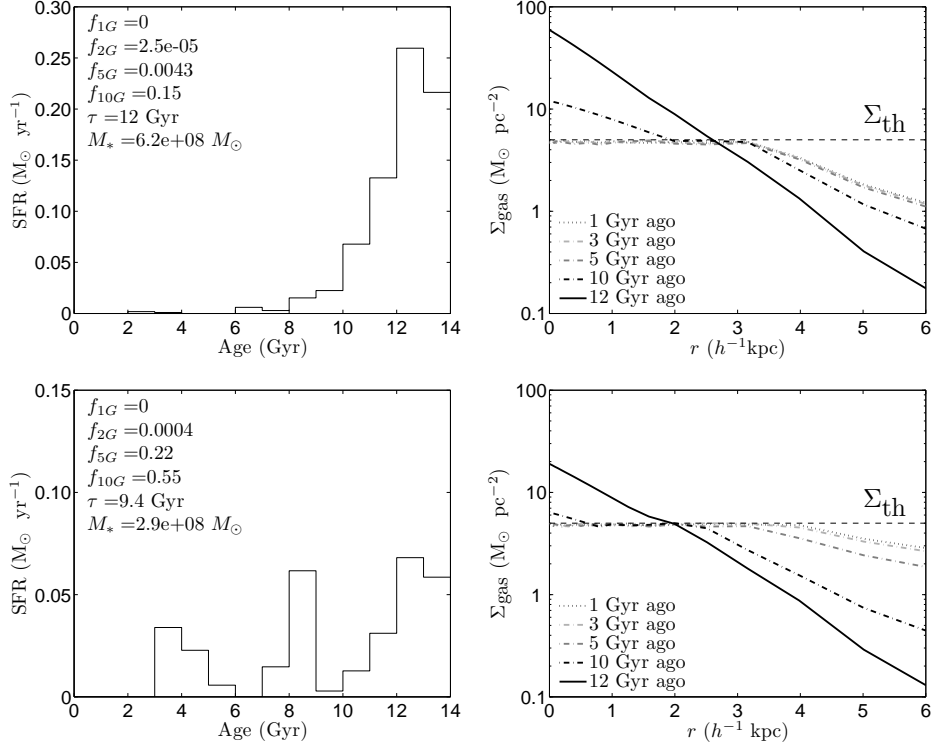 SFR (M⊙ yr⁻¹)
0.30
0.25
0.20
0.15
0.10
0.05
0
f1G =0
f2G =2.5e-05
f5G =0.0043
f10G =0.15
τ =12 Gyr
M* =6.2e+08 M⊙
0 2 4 6 8 10 12 14
Age (Gyr)
Σgas (M⊙ pc⁻²)
100
10
1
0.1
Σth
1 Gyr ago
3 Gyr ago
5 Gyr ago
10 Gyr ago
12 Gyr ago
0 1 2 3 4 5 6
r (h⁻¹kpc)
SFR (M⊙ yr⁻¹)
0.15
0.10
0.05
0
f1G =0
f2G =0.0004
f5G =0.22
f10G =0.55
τ =9.4 Gyr
M* =2.9e+08 M⊙
0 2 4 6 8 10 12 14
Age (Gyr)
Σgas (M⊙ pc⁻²)
100
10
1
0.1
Σth
1 Gyr ago
3 Gyr ago
5 Gyr ago
10 Gyr ago
12 Gyr ago
0 1 2 3 4 5 6
r (h⁻¹ kpc)